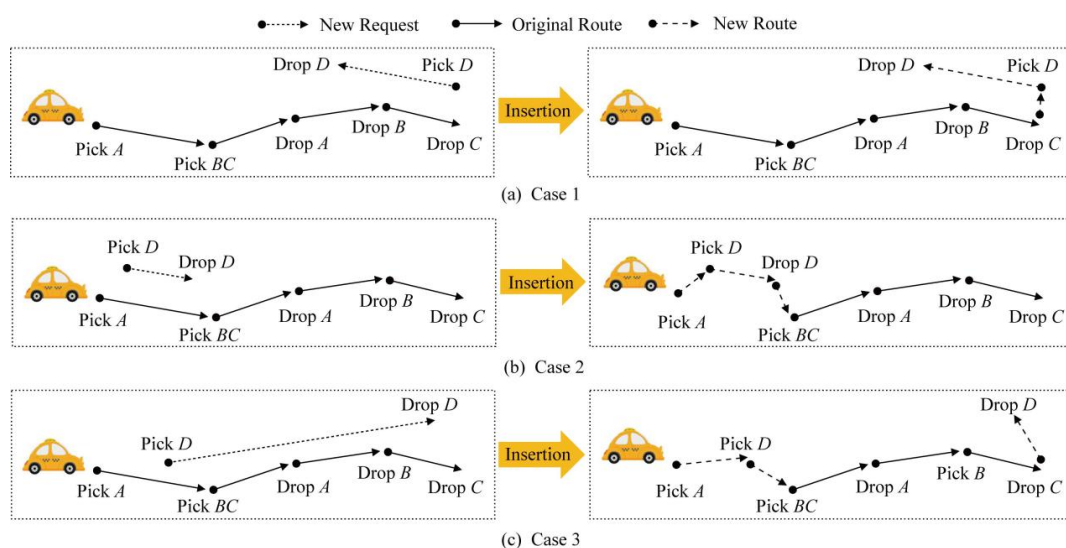 New Request Original Route New Route
Drop D Pick D
Pick A Pick BC Drop A Drop B Drop C
Insertion
Drop D Pick D
Pick A Pick BC Drop A Drop B Drop C
(a) Case 1
Pick D Drop D
Pick A Pick BC Drop A Drop B Drop C
Insertion
Pick D Drop D
Pick A Pick BC Drop A Drop B Drop C
(b) Case 2
Pick D Drop D
Pick A Pick BC Drop A Drop B Drop C
Insertion
Pick D Drop D
Pick A Pick BC Drop A Pick B Drop C
(c) Case 3